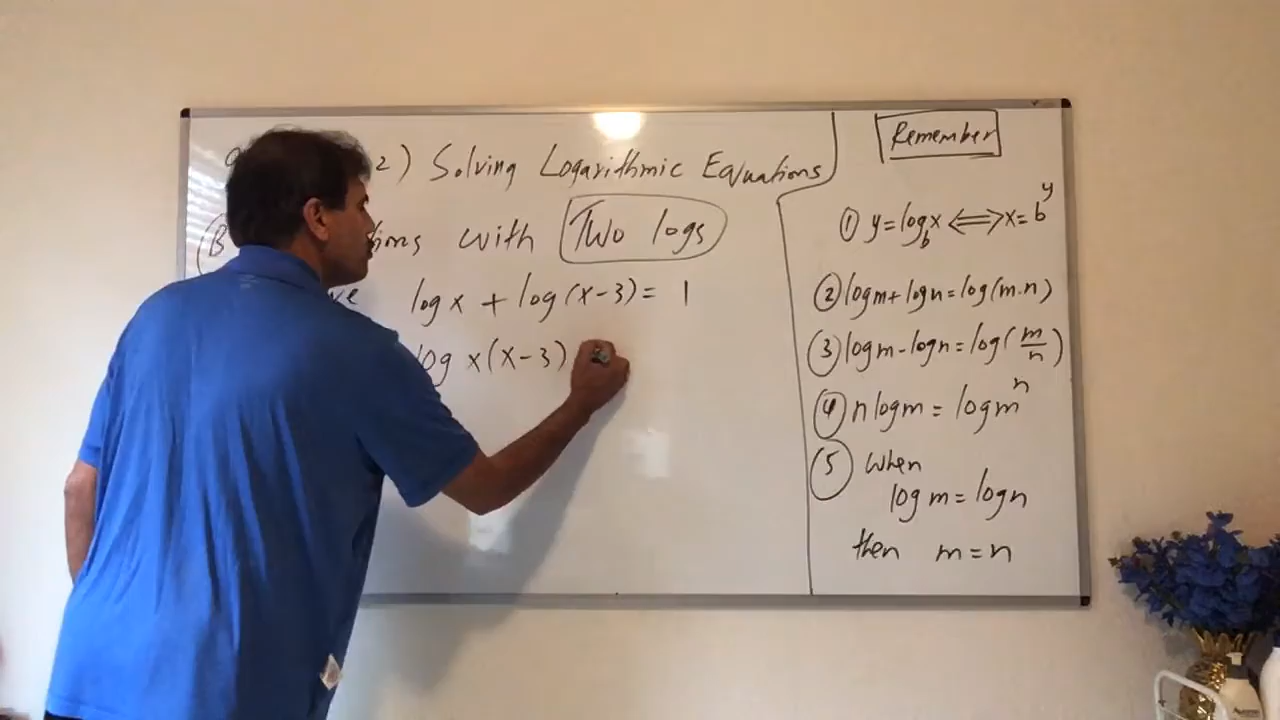 2) Solving Logarithmic Equations
with Two logs
log x + log (x-3) = 1
log x(x-3)
Remember
① y = log_b x ⟺ x = b^y
② log m + log n = log (m.n)
③ log m - log n = log (m/n)
④ n log m = log m^n
⑤ when
log m = log n
then m = n